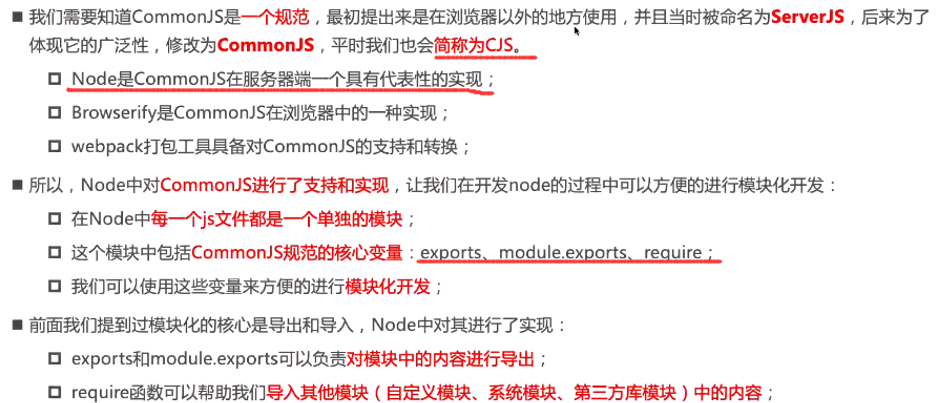 ■ 我们需要知道CommonJS是一个规范，最初提出来是在浏览器以外的地方使用，并且当时被命名为ServerJS，后来为了
体现它的广泛性，修改为CommonJS，平时我们也会简称为CJS。
□ Node是CommonJS在服务器端一个具有代表性的实现；
□ Browserify是CommonJS在浏览器中的一种实现；
□ webpack打包工具具备对CommonJS的支持和转换；
■ 所以，Node中对CommonJS进行了支持和实现，让我们在开发node的过程中可以方便的进行模块化开发：
□ 在Node中每一个js文件都是一个单独的模块；
□ 这个模块中包括CommonJS规范的核心变量：exports、module.exports、require；
□ 我们可以使用这些变量来方便的进行模块化开发；
■ 前面我们提到过模块化的核心是导出和导入，Node中对其进行了实现：
□ exports和module.exports可以负责对模块中的内容进行导出；
□ require函数可以帮助我们导入其他模块（自定义模块、系统模块、第三方库模块）中的内容；